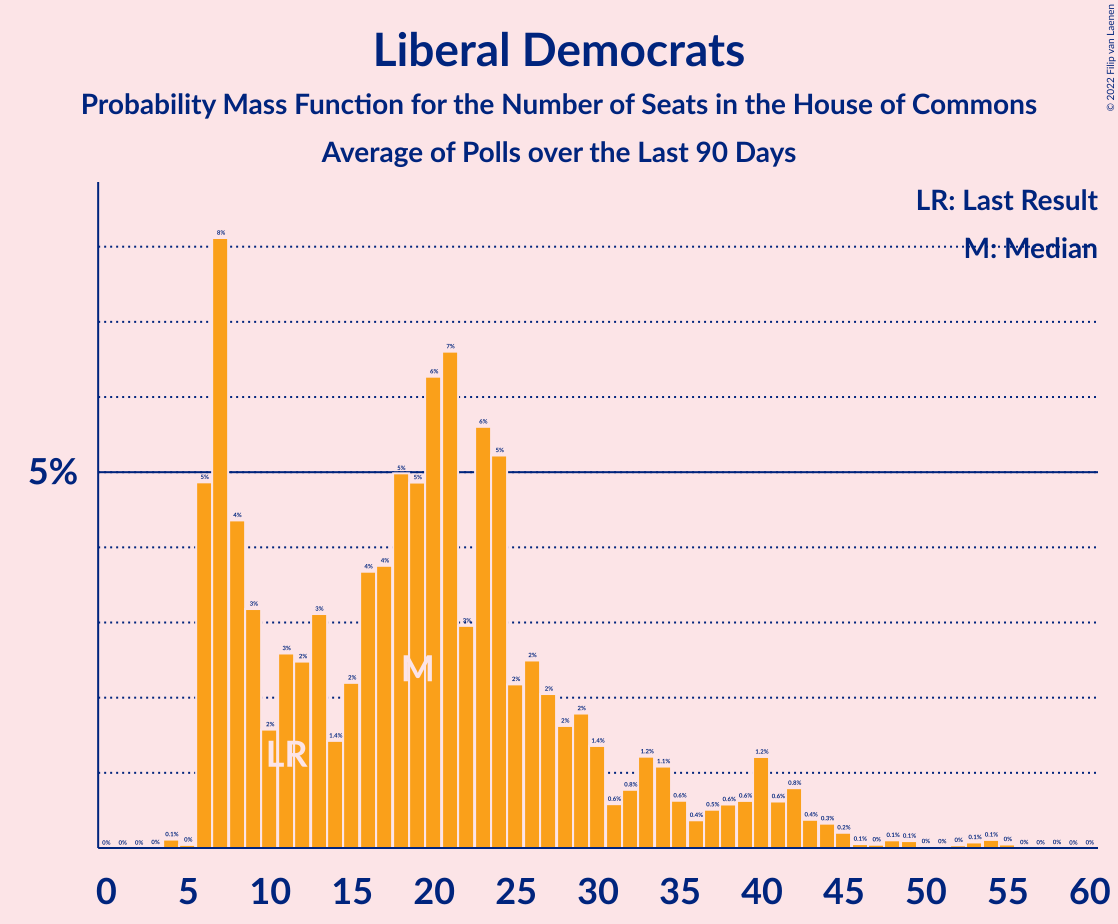 Liberal Democrats
Probability Mass Function for the Number of Seats in the House of Commons
Average of Polls over the Last 90 Days
© 2022 Filip van Laenen
LR: Last Result
M: Median
5%
0% 0% 0% 0% 0.1% 0% 5% 8% 4% 3% 2% 3% 2% 3% 1.4% 2% 4% 4% 5% 5% 6% 7% 3% 6% 5% 2% 2% 2% 2% 2% 1.4% 0.6% 0.8% 1.2% 1.1% 0.6% 0.4% 0.5% 0.6% 0.6% 1.2% 0.6% 0.8% 0.4% 0.3% 0.2% 0.1% 0% 0.1% 0.1% 0% 0% 0% 0.1% 0.1% 0% 0% 0% 0% 0% 0%
M
LR
0 5 10 15 20 25 30 35 40 45 50 55 60